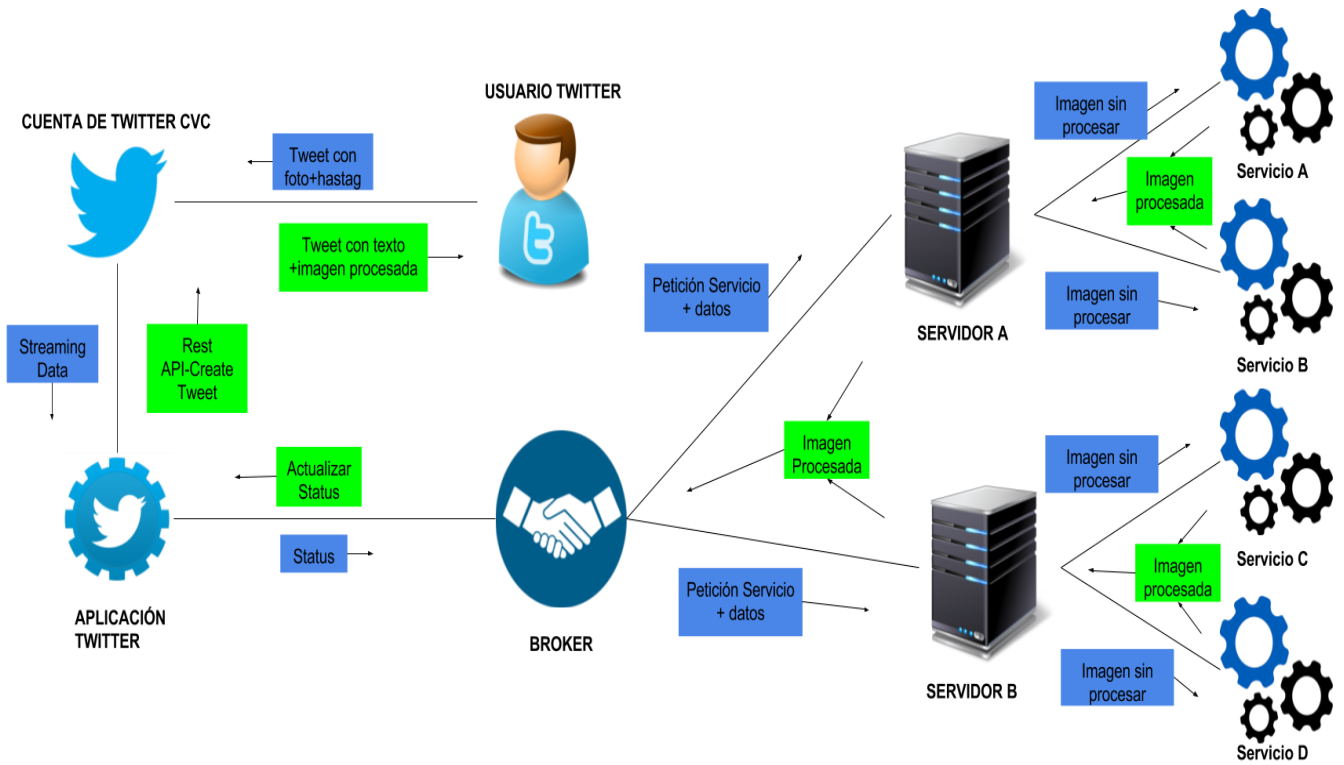 USUARIO TWITTER
CUENTA DE TWITTER CVC
Tweet con
foto+hastag
Tweet con texto
+imagen procesada
Streaming
Data
Rest
API-Create
Tweet
Actualizar
Status
Status
APLICACIÓN
TWITTER
BROKER
Petición Servicio
+ datos
Imagen
Procesada
Petición Servicio
+ datos
SERVIDOR A
SERVIDOR B
Imagen sin
procesar
Servicio A
Imagen
procesada
Imagen sin
procesar
Servicio B
Imagen sin
procesar
Servicio C
Imagen
procesada
Imagen sin
procesar
Servicio D